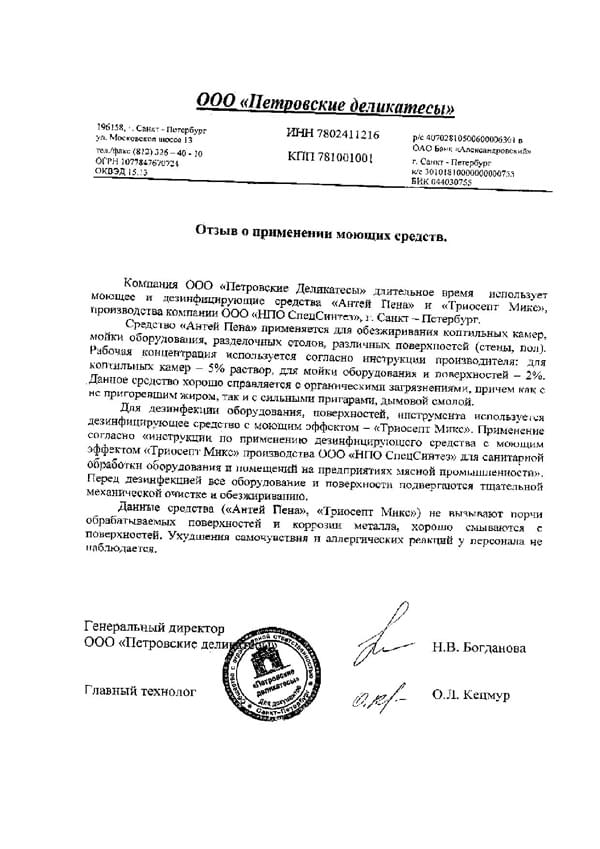 ООО «Петровские деликатесы»
196158, г. Санкт - Петербург
ул. Московское шоссе 13
тел./факс (812) 336 – 40 - 10
ОГРН 1077847670724
ОКВЭД 15.13
ИНН 7802411216
КПП 781001001
р/с 40702810500600006361 в
ОАО Банк «Александровский»
г. Санкт - Петербург
к/с 30101810000000000755
БИК 044030755
Отзыв о применении моющих средств.
Компания ООО «Петровские Деликатесы» длительное время использует
моющее и дезинфицирующие средства «Антей Пена» и «Триосепт Микс»,
производства компании ООО «НПО СпецСинтез», г. Санкт – Петербург.
Средство «Антей Пена» применяется для обезжиривания коптильных камер,
мойки оборудования, разделочных столов, различных поверхностей (стены, пол).
Рабочая концентрация используется согласно инструкции производителя: для
коптильных камер – 5% раствор, для мойки оборудования и поверхностей – 2%.
Данное средство хорошо справляется с органическими загрязнениями, причем как с
не пригоревшим жиром, так и с сильными пригарами, дымовой смолой.
Для дезинфекции оборудования, поверхностей, инструмента используется
дезинфицирующее средство с моющим эффектом – «Триосепт Микс». Применение
согласно «инструкции по применению дезинфицирующего средства с моющим
эффектом «Триосепт Микс» производства ООО «НПО СпецСинтез» для санитарной
обработки оборудования и помещений на предприятиях мясной промышленности».
Перед дезинфекцией все оборудование и поверхности подвергаются тщательной
механической очистке и обезжириванию.
Данные средства («Антей Пена», «Триосепт Микс») не вызывают порчи
обрабатываемых поверхностей и коррозии металла, хорошо смываются с
поверхностей. Ухудшения самочувствия и аллергических реакций у персонала не
наблюдается.
Генеральный директор
ООО «Петровские деликатесы»
Н.В. Богданова
Главный технолог
О.Л. Кецмур
Общество с ограниченной ответственностью
«Петровские
деликатесы»
Для документов
Санкт-Петербург